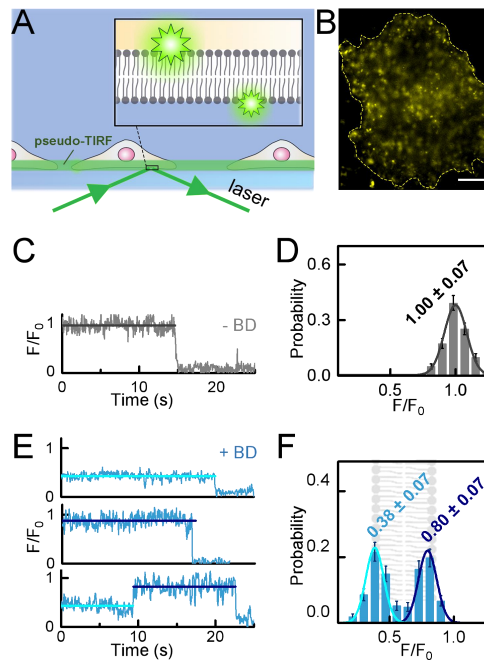 A
pseudo-TIRF
laser
B
C
F/F0
1
0
- BD
0
10
20
Time (s)
D
Probability
0.6
0.3
0.0
1.00 ± 0.07
0.5
1.0
F/F0
E
+ BD
1
0
F/F0
1
0
1
0
0
10
20
Time (s)
F
Probability
0.4
0.2
0.0
0.38 ± 0.07
0.80 ± 0.07
0.5
1.0
F/F0